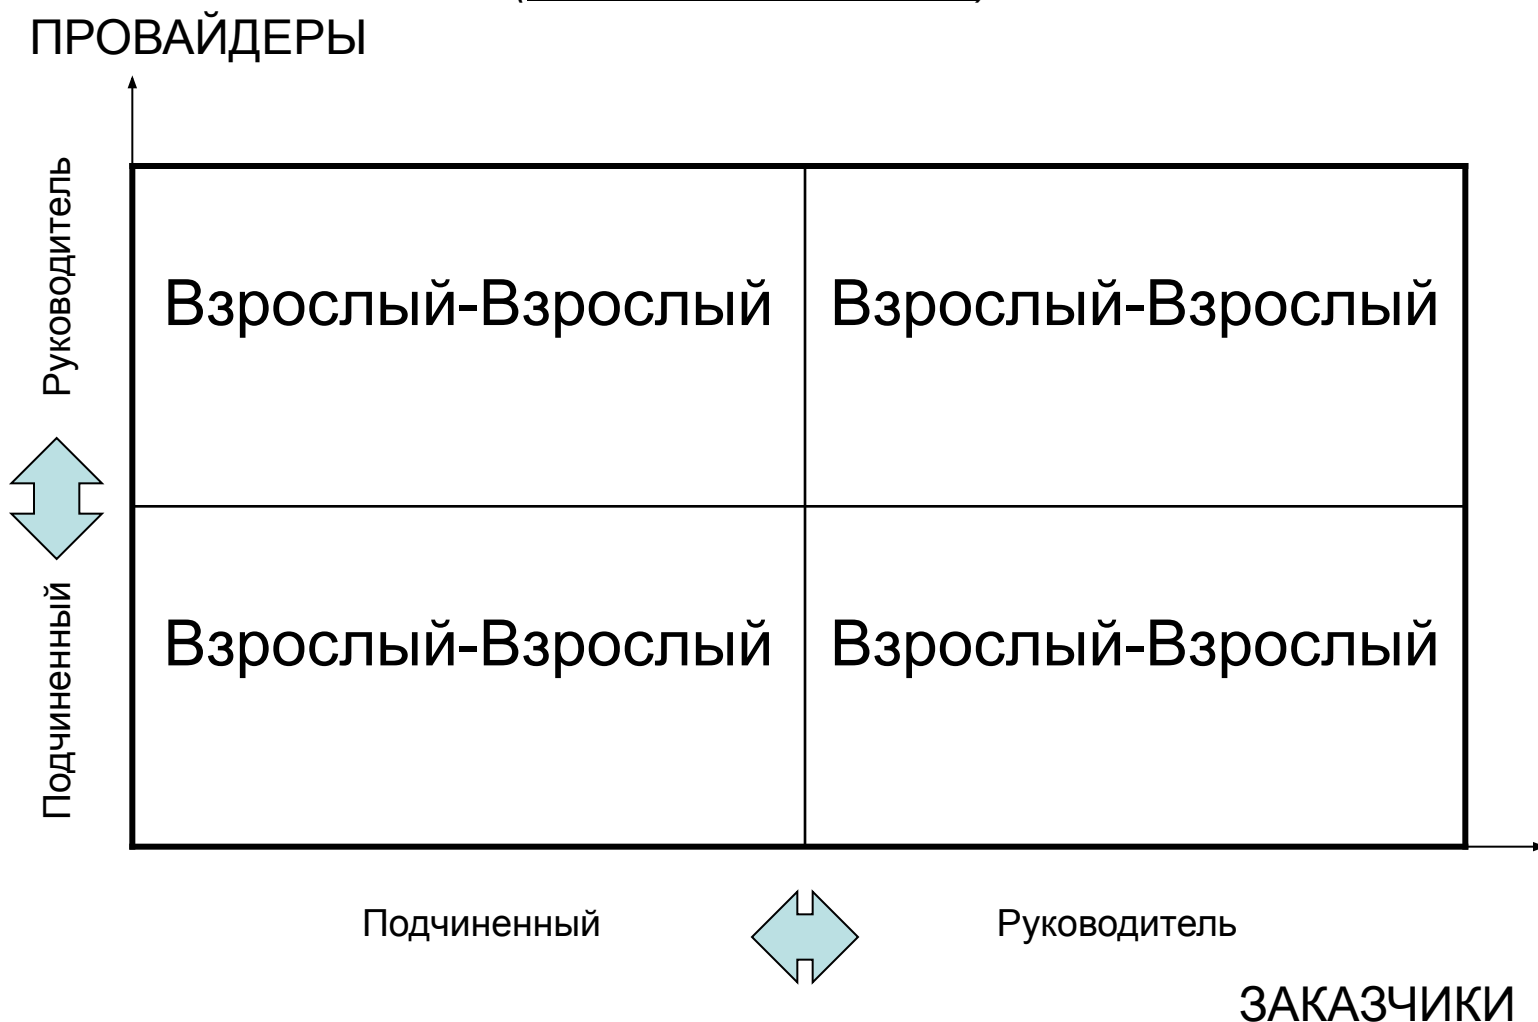 ПРОВАЙДЕРЫ
Руководитель
Взрослый-Взрослый Взрослый-Взрослый
Подчиненный
Взрослый-Взрослый Взрослый-Взрослый
Подчиненный Руководитель
ЗАКАЗЧИКИ